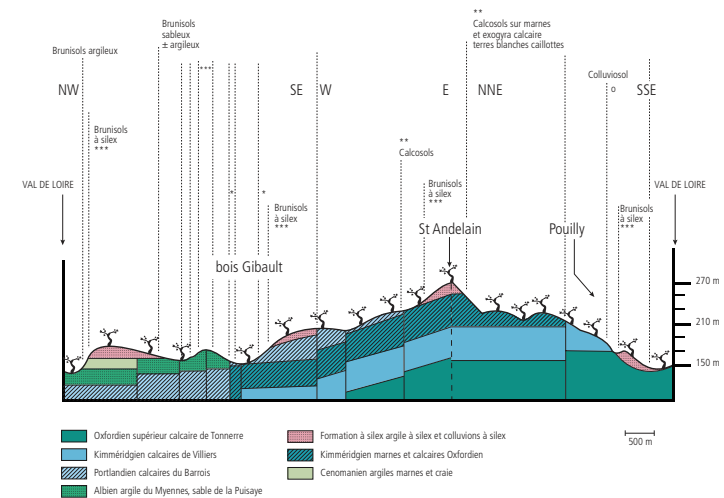 **
Calcosols sur marnes
et exogyra calcaire
terres blanches caillottes
Brunisols
sableux
± argileux
Brunisols argileux
***
Colluviosol
o
NW
SE
W
E
NNE
SSE
Brunisols
à silex
***
**
Calcosols
Brunisols
à silex
***
*
*
Brunisols
à silex
***
Brunisols
à silex
***
VAL DE LOIRE
VAL DE LOIRE
St Andelain
Pouilly
bois Gibault
270 m
210 m
150 m
500 m
Oxfordien supérieur calcaire de Tonnerre
Kimméridgien calcaires de Villiers
Portlandien calcaires du Barrois
Albien argile du Myennes, sable de la Puisaye
Formation à silex argile à silex et colluvions à silex
Kimméridgien marnes et calcaires Oxfordien
Cenomanien argiles marnes et craie